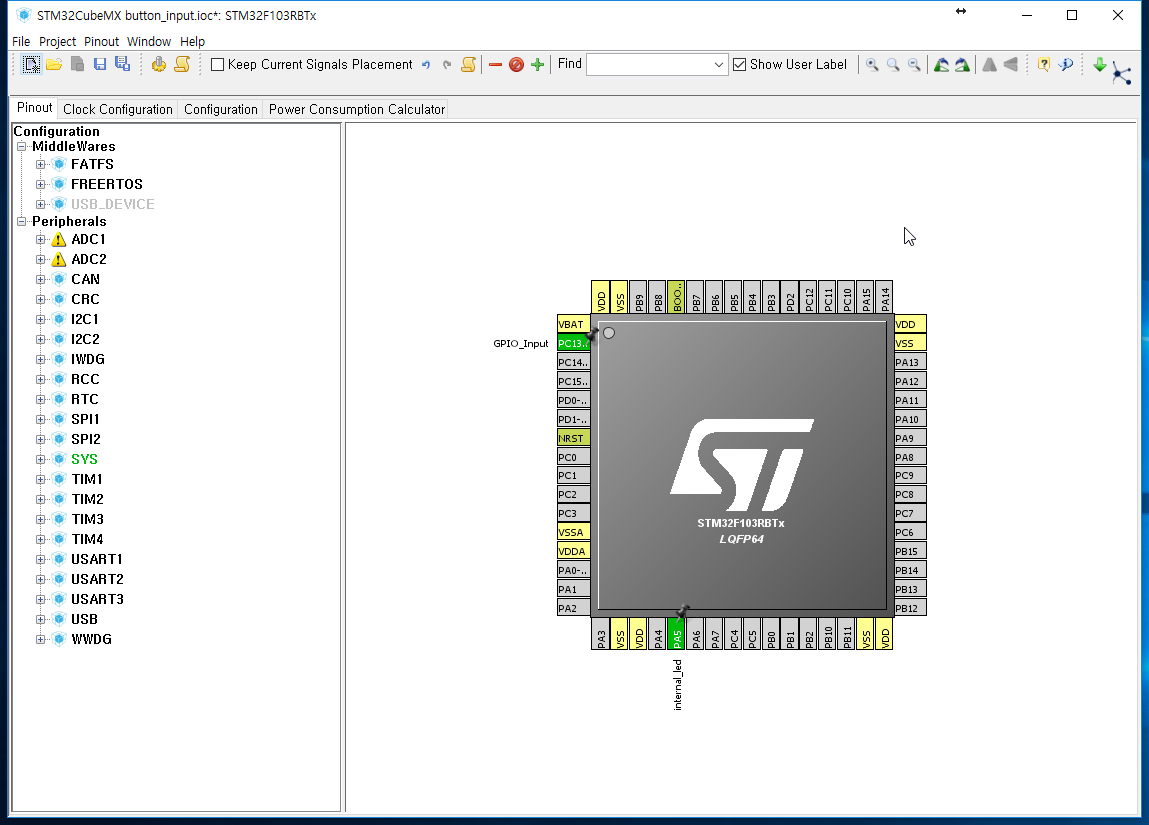 STM32CubeMX button_input.ioc*: STM32F103RBTx
File Project Pinout Window Help
Keep Current Signals Placement Find Show User Label
Pinout Clock Configuration Configuration Power Consumption Calculator
Configuration
MiddleWares
FATFS
FREERTOS
USB_DEVICE
Peripherals
ADC1
ADC2
CAN
CRC
I2C1
I2C2
IWDG
RCC
RTC
SPI1
SPI2
SYS
TIM1
TIM2
TIM3
TIM4
USART1
USART2
USART3
USB
WWDG
VDD VSS PB9 PB8 BOO.. PB7 PB6 PB5 PB4 PB3 PD2 PC12 PC11 PC10 PA15 PA14
VBAT
GPIO_Input PC13..
PC14..
PC15..
PD0-..
PD1-..
NRST
PC0
PC1
PC2
PC3
VSSA
VDDA
PA0-..
PA1
PA2
ST
STM32F103RBTx
LQFP64
VDD
VSS
PA13
PA12
PA11
PA10
PA9
PA8
PC9
PC8
PC7
PC6
PB15
PB14
PB13
PB12
PA3 VSS VDD PA4 PA5 PA6 PA7 PC4 PC5 PB0 PB1 PB2 PB10 PB11 VSS VDD
internal_led